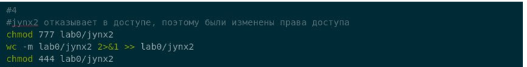 #4
#jynx2 отказывает в доступе, поэтому были изменены права доступа
chmod 777 lab0/jynx2
wc -m lab0/jynx2 2>&1 >> lab0/jynx2
chmod 444 lab0/jynx2